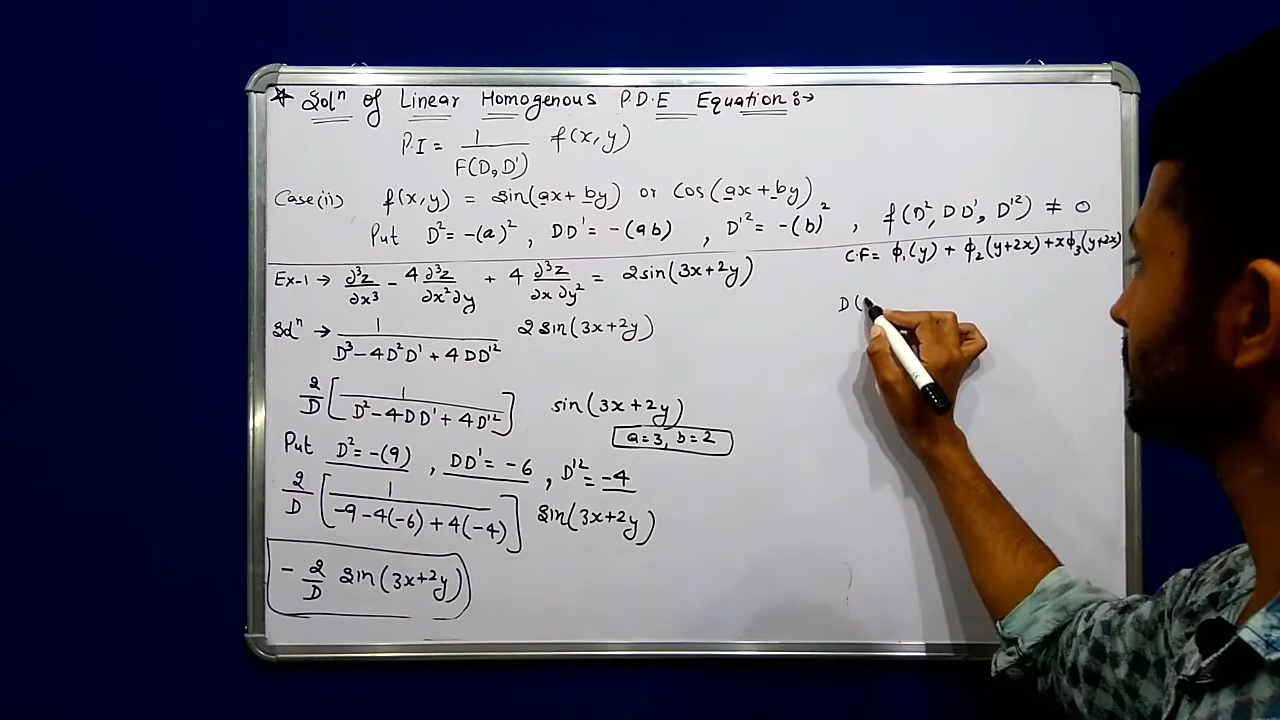 * Solⁿ of Linear Homogenous P.D.E Equation:→
P.I = 1/F(D, D') f(x, y)
Case(ii) f(x, y) = sin(ax + by) or cos(ax + by)
Put D² = -(a)², DD' = -(ab), D'² = -(b)², f(D², DD', D'²) ≠ 0
C.F = ϕ₁(y) + ϕ₂(y+2x) + xϕ₃(y+2x)
Ex-1 → ∂³z/∂x³ - 4 ∂³z/∂x²∂y + 4 ∂³z/∂x∂y² = 2sin(3x+2y)
D(
Solⁿ → 1/(D³ - 4D²D' + 4DD'²) 2 sin(3x+2y)
2/D [1/(D² - 4DD' + 4D'²)] sin(3x+2y)
a=3, b=2
Put D² = -(9), DD' = -6, D'² = -4
2/D [1/(-9-4(-6)+4(-4))] sin(3x+2y)
- 2/D sin(3x+2y)